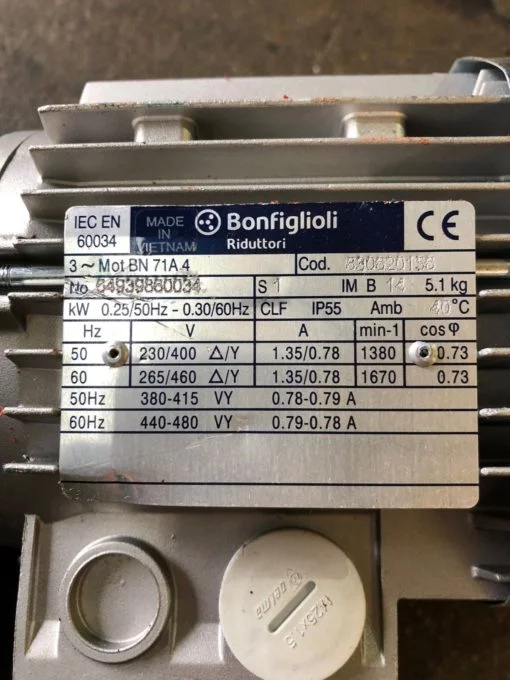 IEC EN
60034
MADE
IN
VIETNAM
Bonfiglioli
Riduttori
CE
3 ~ Mot BN 71A 4 Cod.
No S 1 IM B 14 5.1 kg
kW 0.25/50Hz - 0.30/60Hz CLF IP55 Amb 40°C
Hz V A min-1 cos φ
50 230/400 Δ/Y 1.35/0.78 1380 0.73
60 265/460 Δ/Y 1.35/0.78 1670 0.73
50Hz 380-415 VY 0.78-0.79 A
60Hz 440-480 VY 0.79-0.78 A
M25x1.5